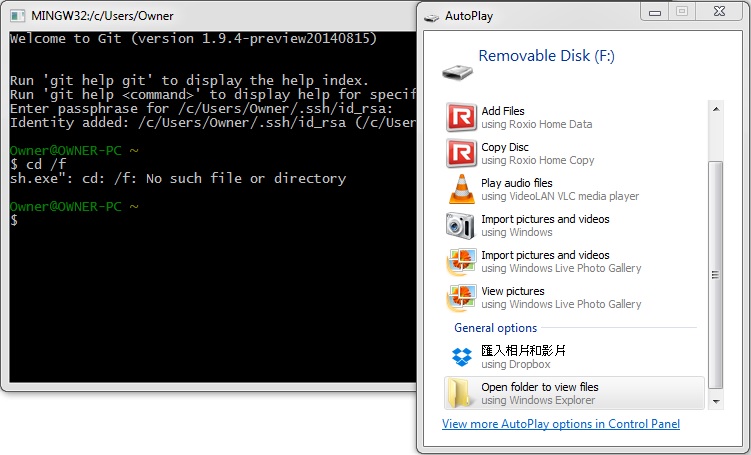 MINGW32:/c/Users/Owner
Welcome to Git (version 1.9.4-preview20140815)
Run 'git help git' to display the help index.
Run 'git help <command>' to display help for specif
Enter passphrase for /c/Users/Owner/.ssh/id_rsa:
Identity added: /c/Users/Owner/.ssh/id_rsa (/c/User
Owner@OWNER-PC ~
$ cd /f
sh.exe": cd: /f: No such file or directory
Owner@OWNER-PC ~
$
AutoPlay
Removable Disk (F:)
Add Files
using Roxio Home Data
Copy Disc
using Roxio Home Copy
Play audio files
using VideoLAN VLC media player
Import pictures and videos
using Windows
Import pictures and videos
using Windows Live Photo Gallery
View pictures
using Windows Live Photo Gallery
General options
匯入相片和影片
using Dropbox
Open folder to view files
using Windows Explorer
View more AutoPlay options in Control Panel